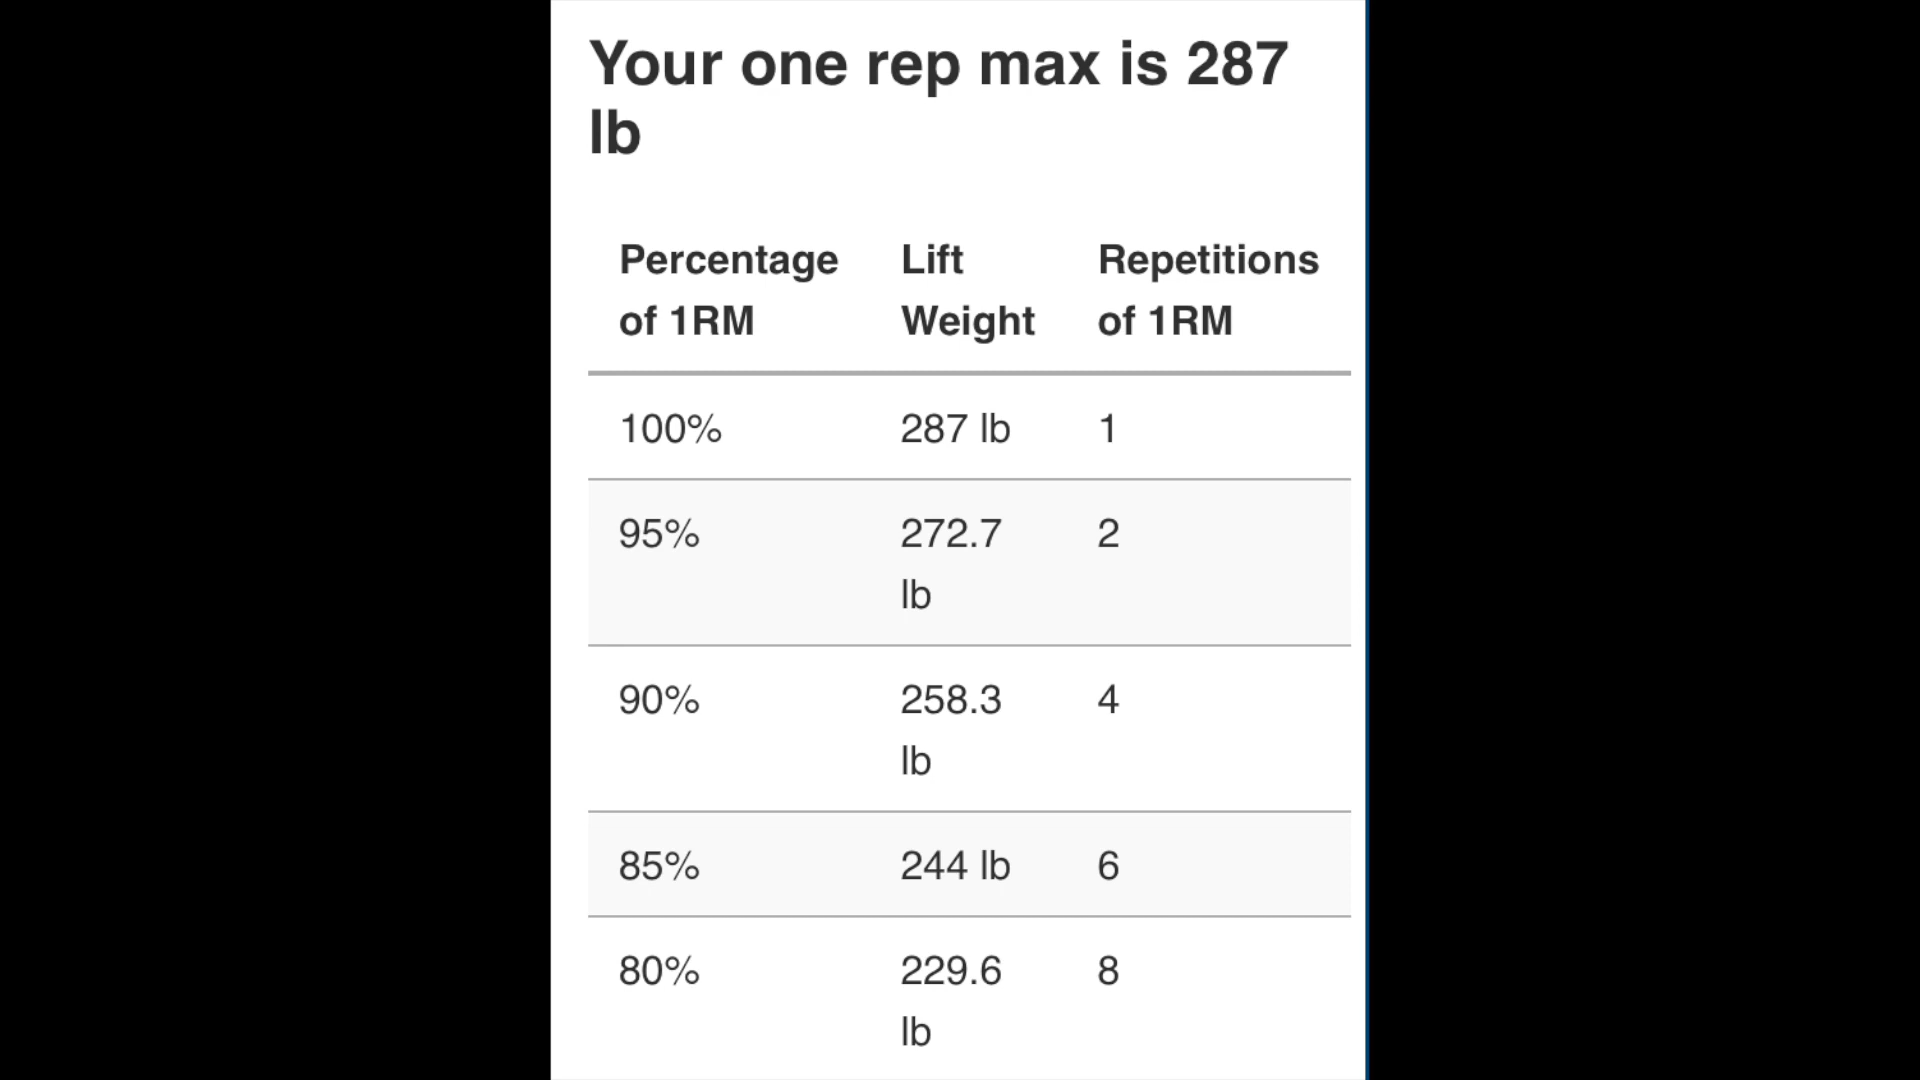 Your one rep max is 287
lb
Percentage Lift Repetitions
of 1RM Weight of 1RM
100% 287 lb 1
95% 272.7 2
lb
90% 258.3 4
lb
85% 244 lb 6
80% 229.6 8
lb